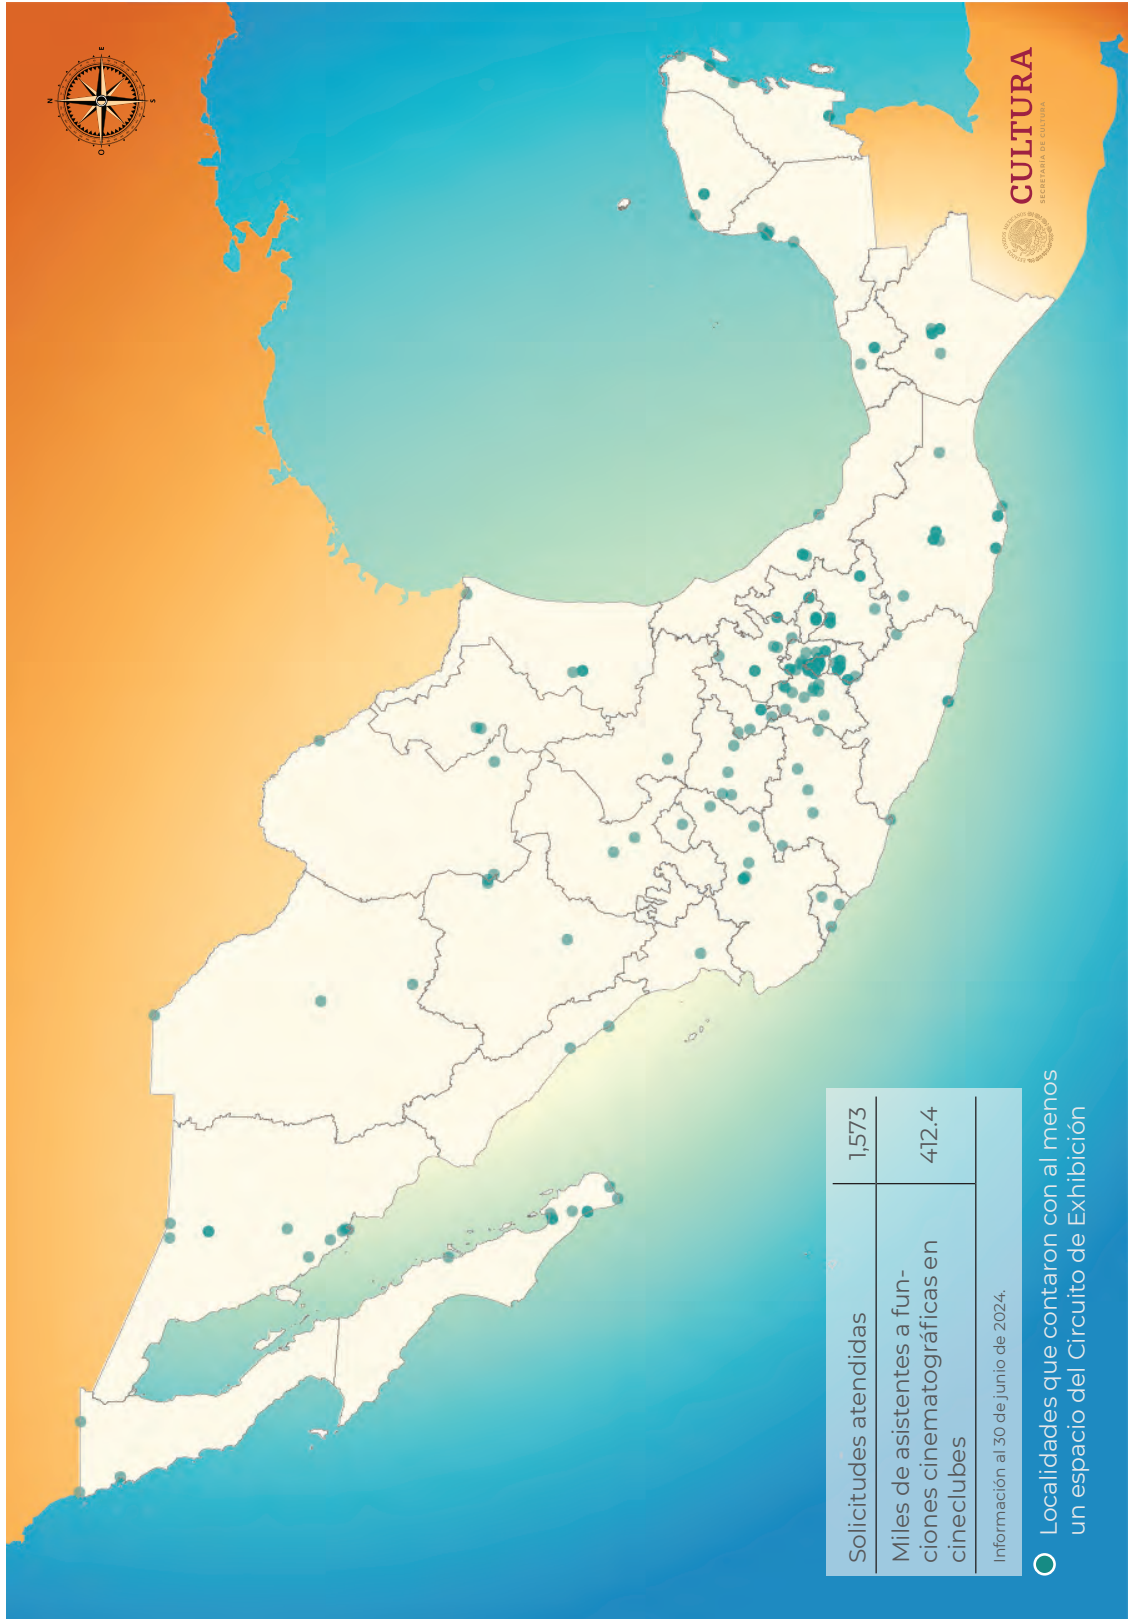 N
E
S
O
CULTURA
SECRETARÍA DE CULTURA
Solicitudes atendidas 1,573
Miles de asistentes a fun-
ciones cinematográficas en
cineclubes 412.4
Información al 30 de junio de 2024.
Localidades que contaron con al menos
un espacio del Circuito de Exhibición